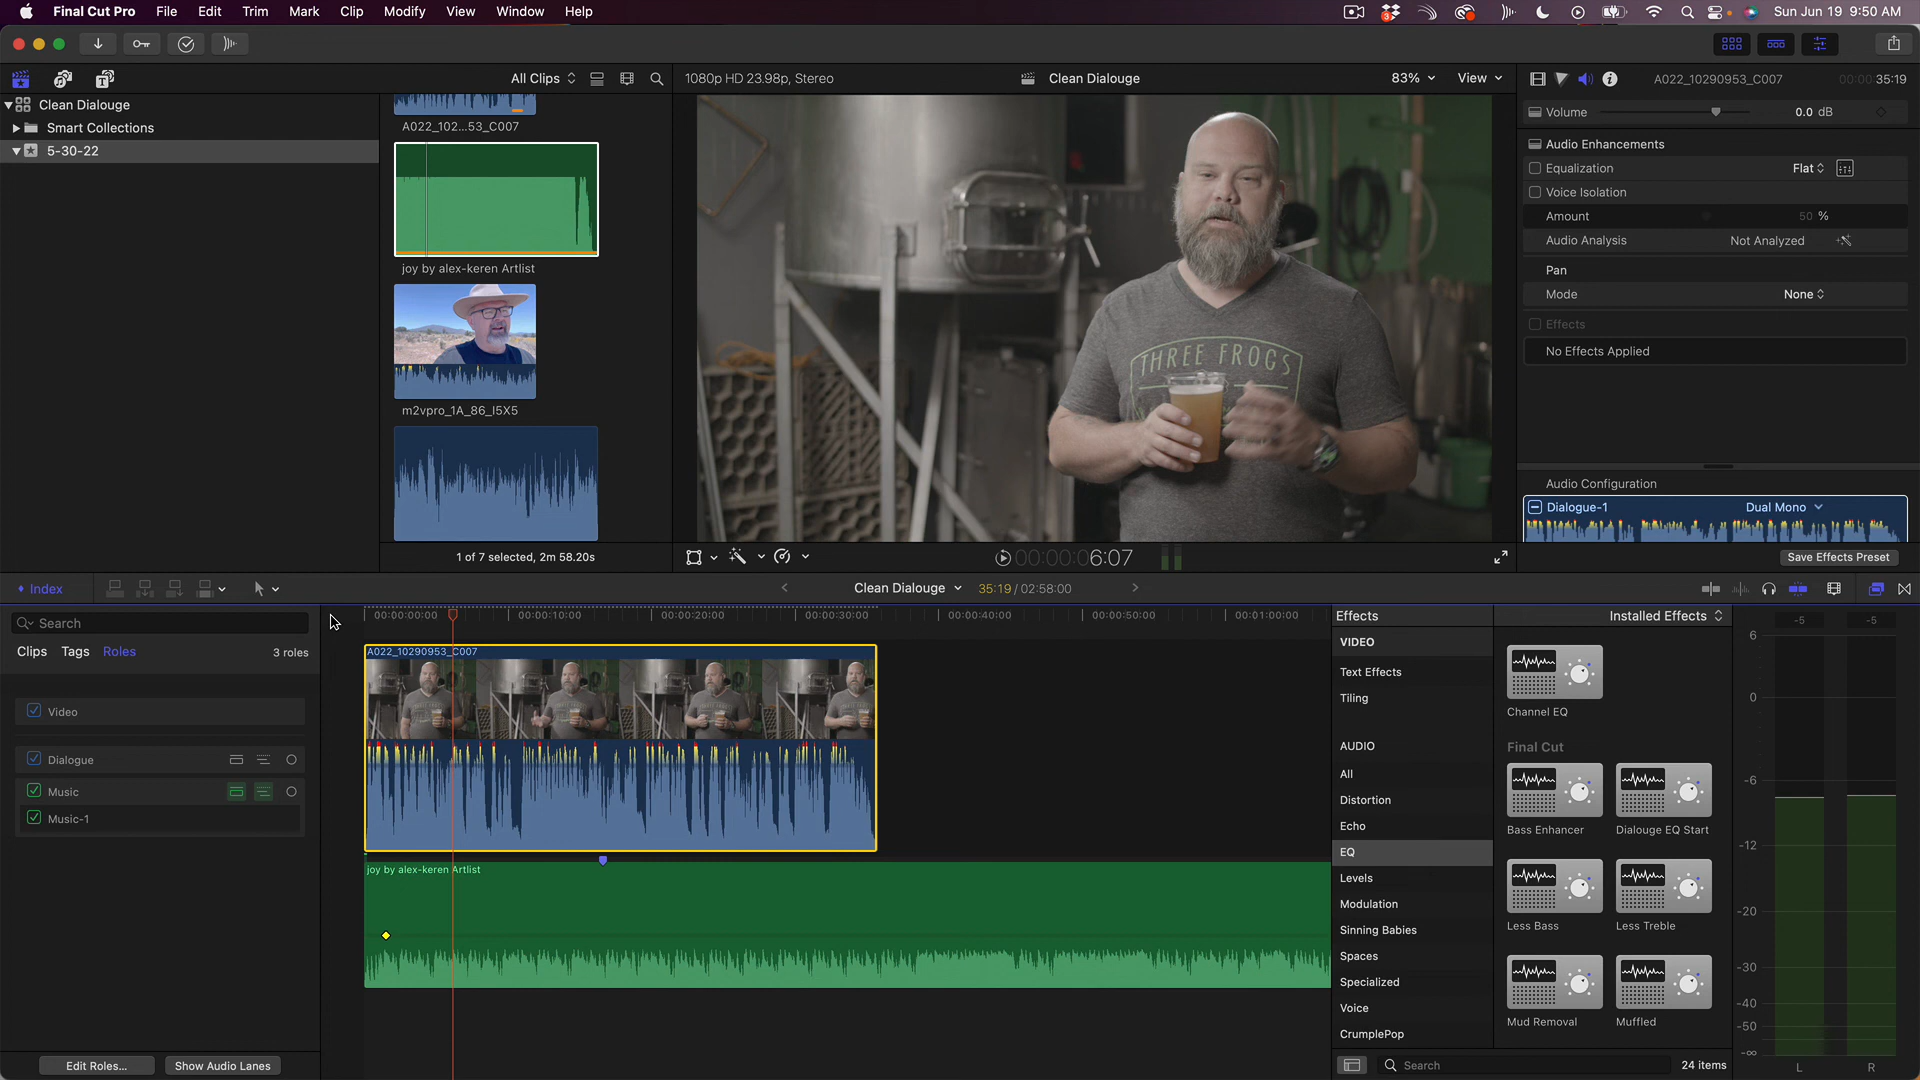 Final Cut Pro File Edit Trim Mark Clip Modify View Window Help
3
Sun Jun 19 9:50 AM
All Clips
1080p HD 23.98p, Stereo
Clean Dialouge
83%
View
A022_10290953_C007
00:00:35:19
Clean Dialouge
Smart Collections
5-30-22
A022_102...53_C007
joy by alex-keren Artlist
m2vpro_1A_86_I5X5
1 of 7 selected, 2m 58.20s
THREE FROGS
00:00:06:07
Volume
0.0 dB
Audio Enhancements
Equalization
Flat
Voice Isolation
Amount
50 %
Audio Analysis
Not Analyzed
Pan
Mode
None
Effects
No Effects Applied
Audio Configuration
Dialogue-1
Dual Mono
Save Effects Preset
Index
Clean Dialouge
35:19 / 02:58:00
Search
Clips Tags Roles
3 roles
Video
Dialogue
Music
Music-1
Edit Roles...
Show Audio Lanes
00:00:00:00
00:00:10:00
00:00:20:00
00:00:30:00
00:00:40:00
00:00:50:00
00:01:00:00
A022_10290953_C007
joy by alex-keren Artlist
Effects
Installed Effects
VIDEO
Text Effects
Tiling
AUDIO
All
Distortion
Echo
EQ
Levels
Modulation
Sinning Babies
Spaces
Specialized
Voice
CrumplePop
Channel EQ
Final Cut
Bass Enhancer
Dialouge EQ Start
Less Bass
Less Treble
Mud Removal
Muffled
Search
24 items
-5 -5
6
0
-6
-12
-20
-30
-40
-50
-∞
L R